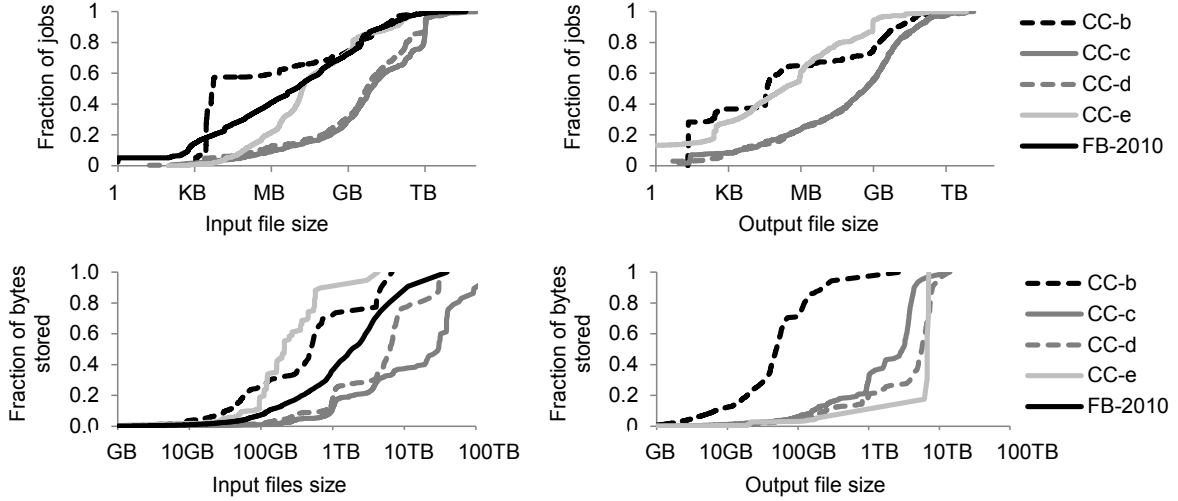 Fraction of jobs
1
0.8
0.6
0.4
0.2
0
1 KB MB GB TB
Input file size
Fraction of jobs
1
0.8
0.6
0.4
0.2
0
1 KB MB GB TB
Output file size
CC-b
CC-c
CC-d
CC-e
FB-2010
Fraction of bytes
stored
1.0
0.8
0.6
0.4
0.2
0.0
GB 10GB 100GB 1TB 10TB 100TB
Input files size
Fraction of bytes
stored
1
0.8
0.6
0.4
0.2
0
GB 10GB 100GB 1TB 10TB 100TB
Output file size
CC-b
CC-c
CC-d
CC-e
FB-2010